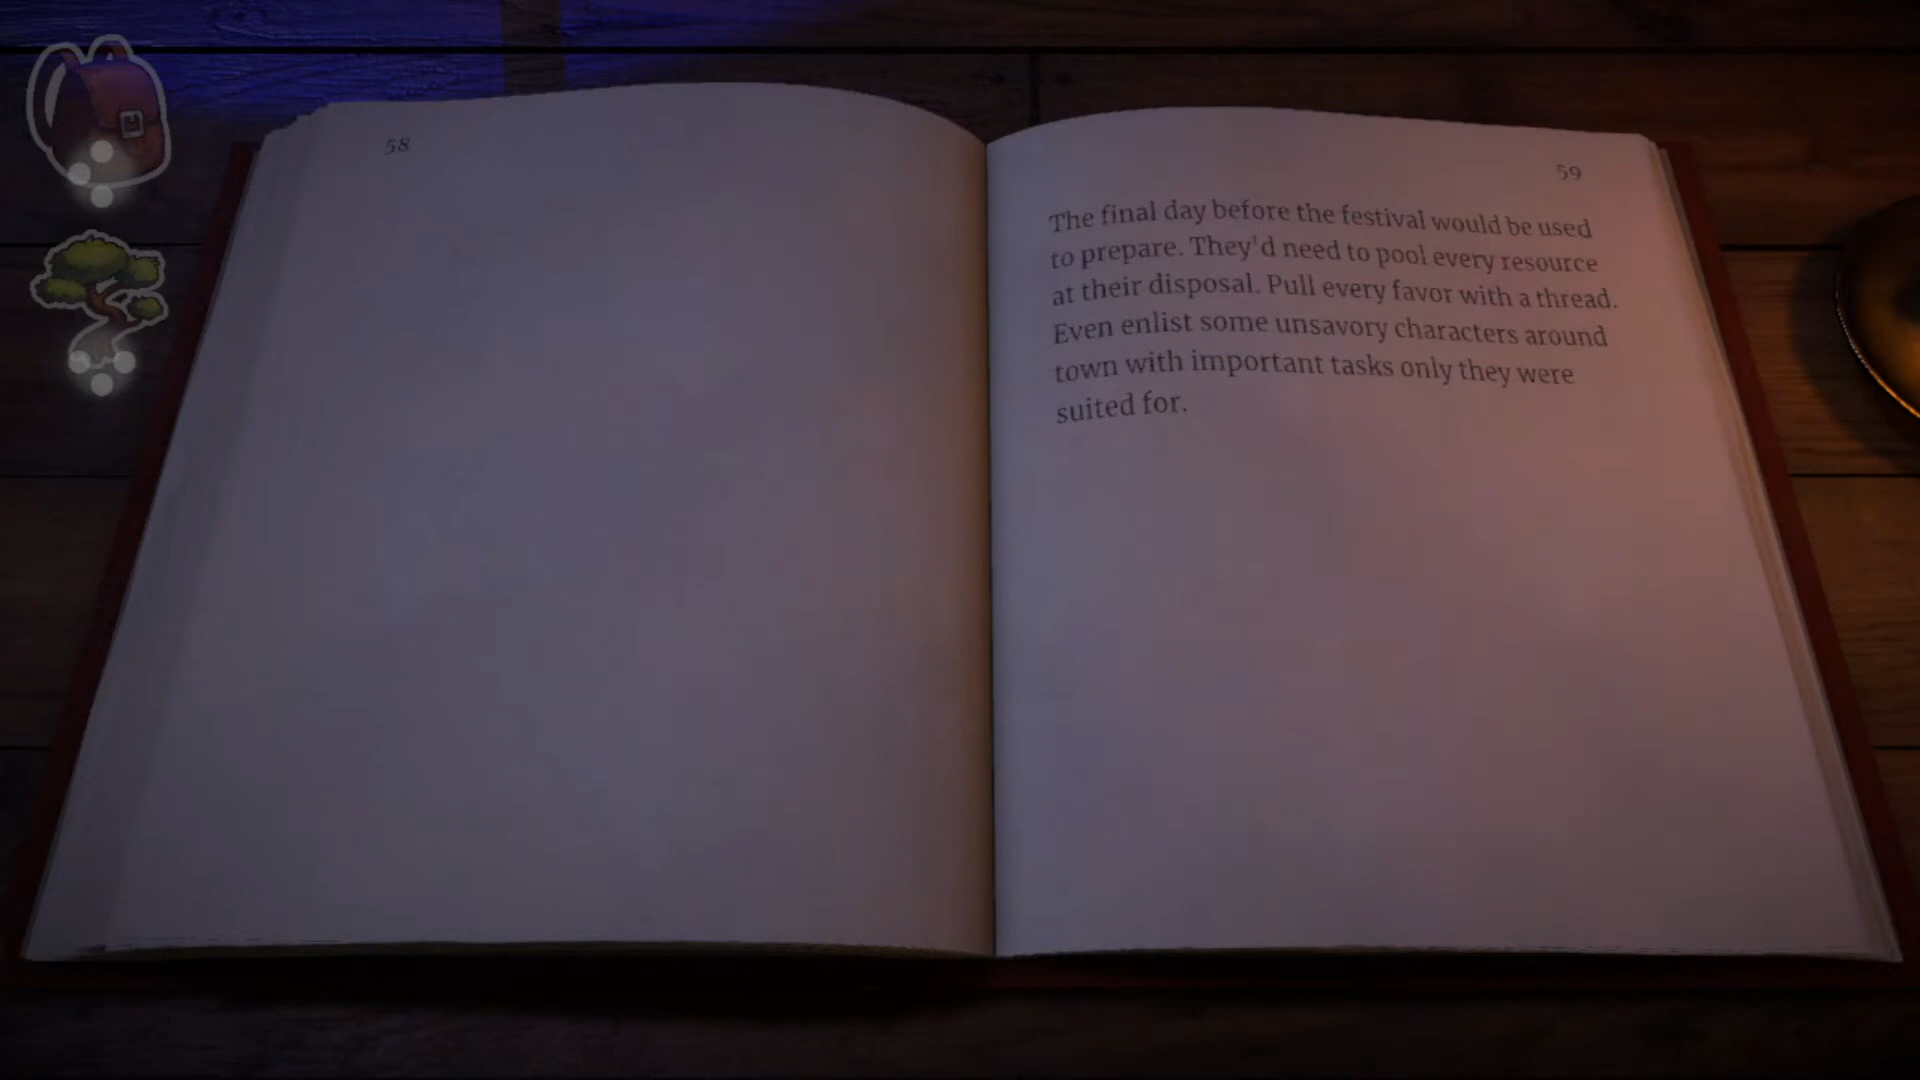 58
59
The final day before the festival would be used
to prepare. They'd need to pool every resource
at their disposal. Pull every favor with a thread.
Even enlist some unsavory characters around
town with important tasks only they were
suited for.